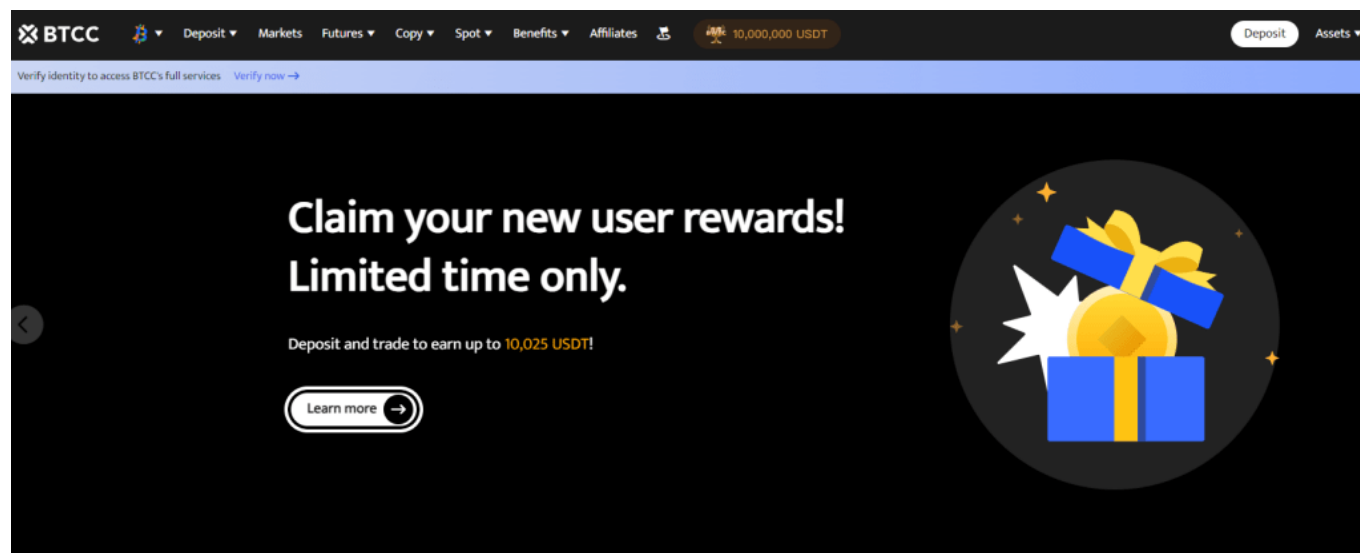 BTCC Deposit Markets Futures Copy Spot Benefits Affiliates 10,000,000 USDT Deposit Assets
Verify identity to access BTCC's full services Verify now →
Claim your new user rewards!
Limited time only.
Deposit and trade to earn up to 10,025 USDT!
Learn more →